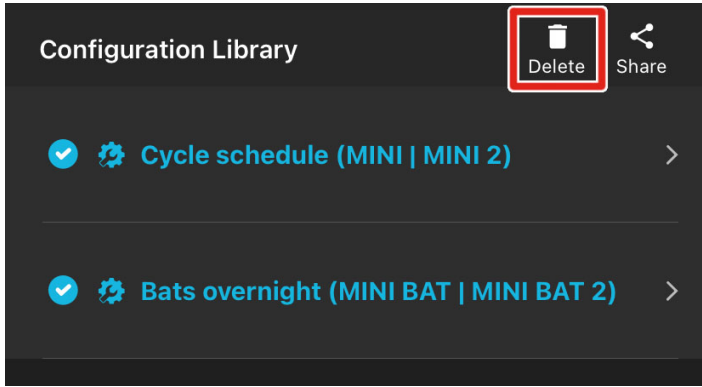 Configuration Library
Delete
Share
Cycle schedule (MINI | MINI 2)
Bats overnight (MINI BAT | MINI BAT 2)